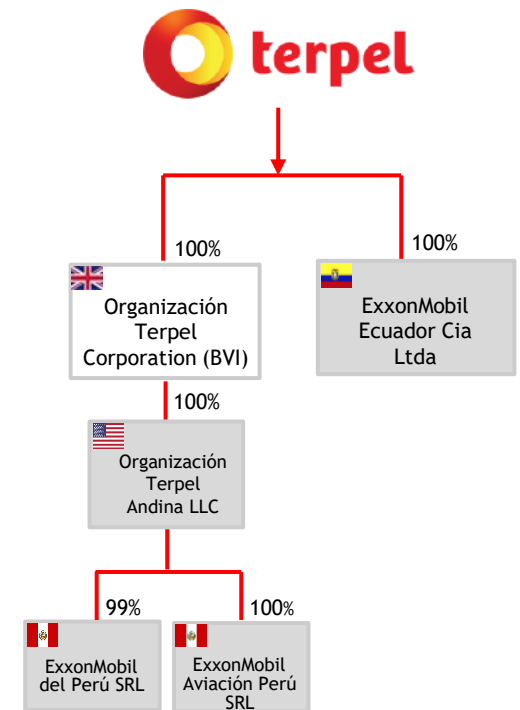 terpel
100%
100%
Organización
Terpel
Corporation (BVI)
ExxonMobil
Ecuador Cia
Ltda
100%
Organización
Terpel
Andina LLC
99%
100%
ExxonMobil
del Perú SRL
ExxonMobil
Aviación Perú
SRL